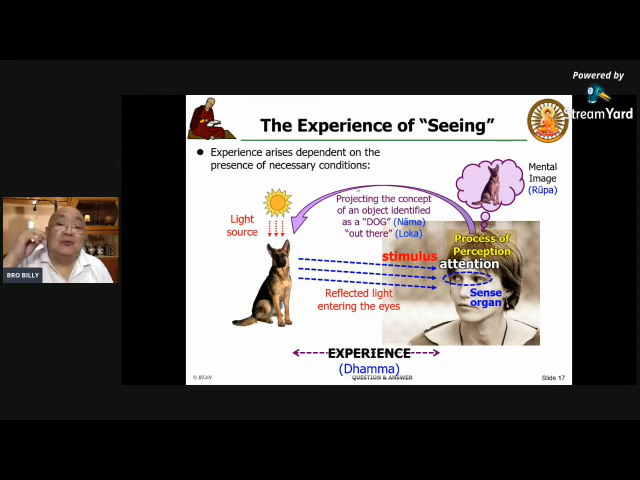 Powered by
StreamYard
The Experience of “Seeing”
● Experience arises dependent on the
presence of necessary conditions:
Mental
Image
(Rūpa)
Projecting the concept
of an object identified
as a “DOG” (Nāma)
“out there” (Loka)
Light
source
Process of
Perception
stimulus
attention
Sense
organ
Reflected light
entering the eyes
BRO BILLY
EXPERIENCE
(Dhamma)
QUESTION & ANSWER
Slide 17